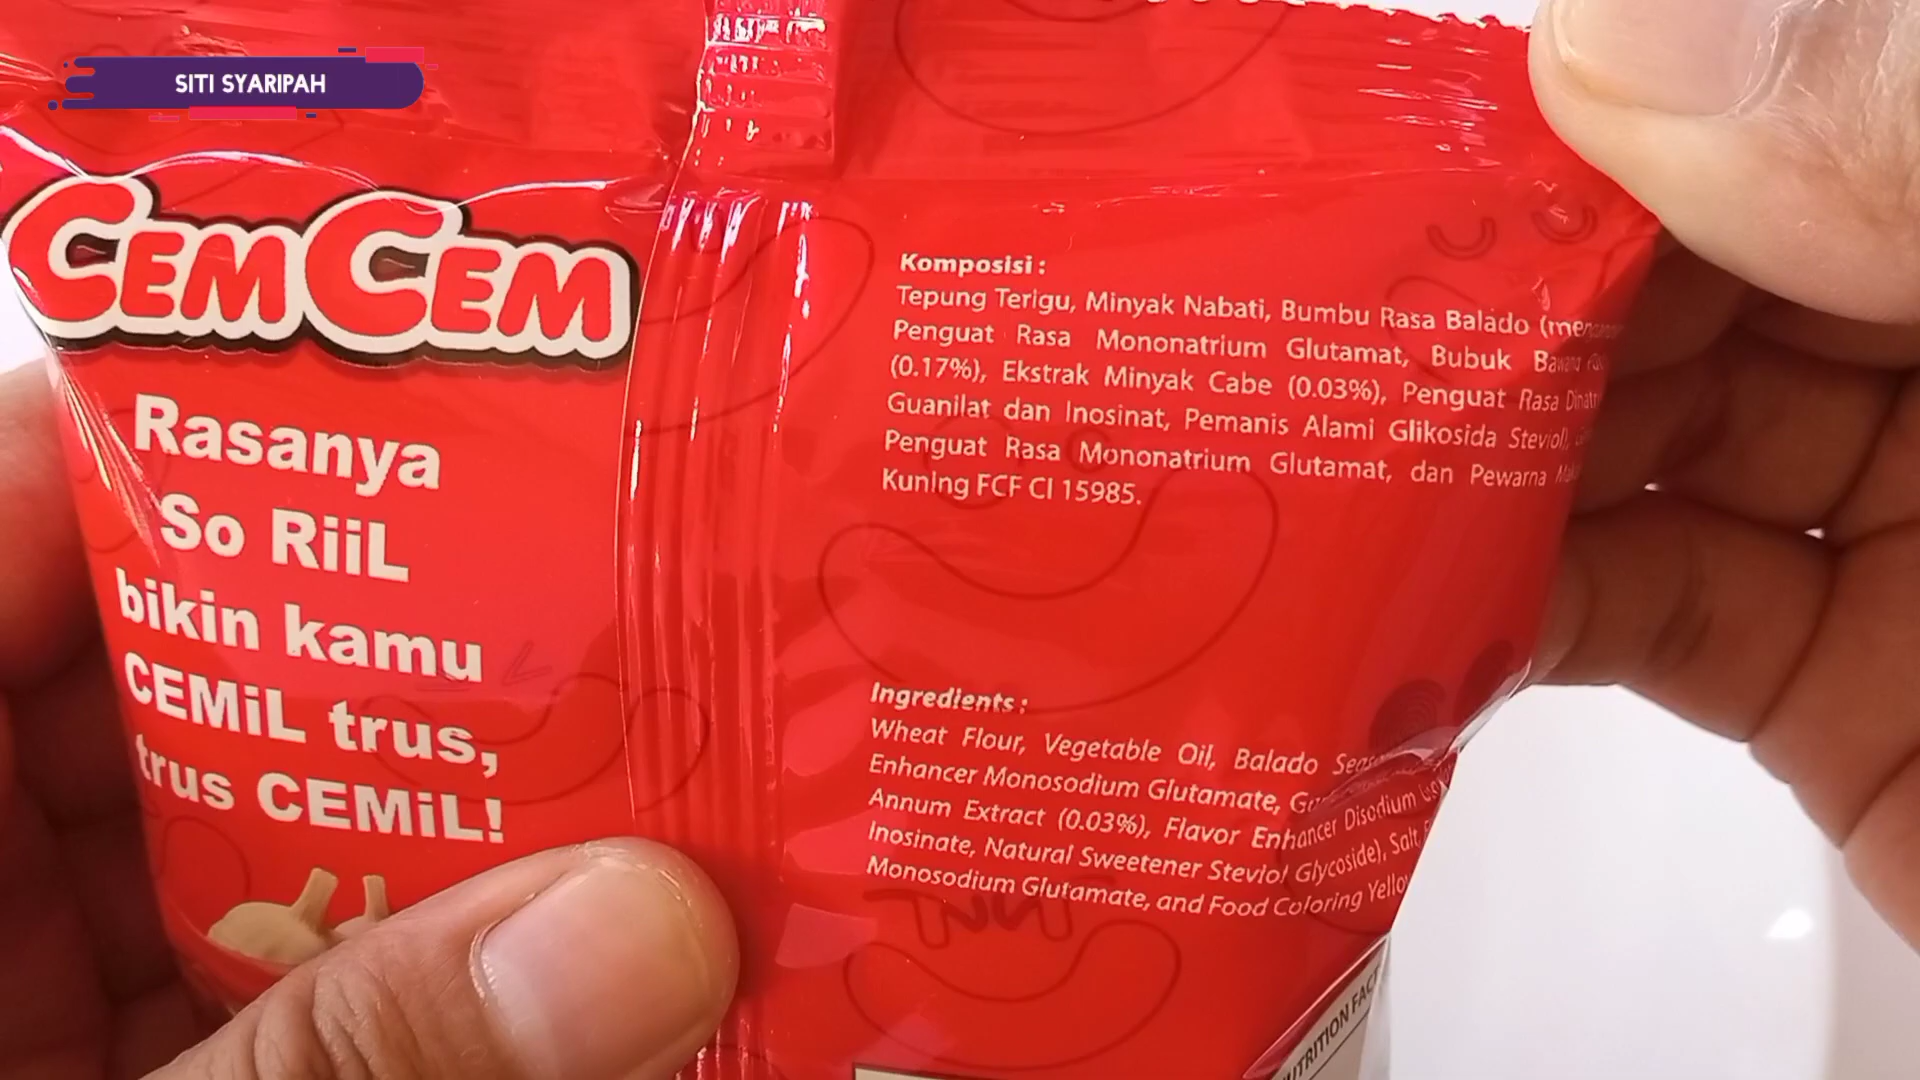 SITI SYARIPAH
CEMCEM
Rasanya
So RiiL
bikin kamu
CEMiL trus,
trus CEMiL!
Komposisi :
Tepung Terigu, Minyak Nabati, Bumbu Rasa Balado
Penguat Rasa Mononatrium Glutamat, Bubuk
(0.17%), Ekstrak Minyak Cabe (0.03%), Penguat Rasa
Guanilat dan Inosinat, Pemanis Alami Glikosida Steviol),
Penguat Rasa Mononatrium Glutamat, dan Pewarna
Kuning FCF CI 15985.
Ingredients :
Wheat Flour, Vegetable Oil, Balado
Enhancer Monosodium Glutamate,
Annum Extract (0.03%), Flavor Enhancer Disodium
Inosinate, Natural Sweetener Steviol Glycoside), Salt,
Monosodium Glutamate, and Food Coloring
NUTRITION